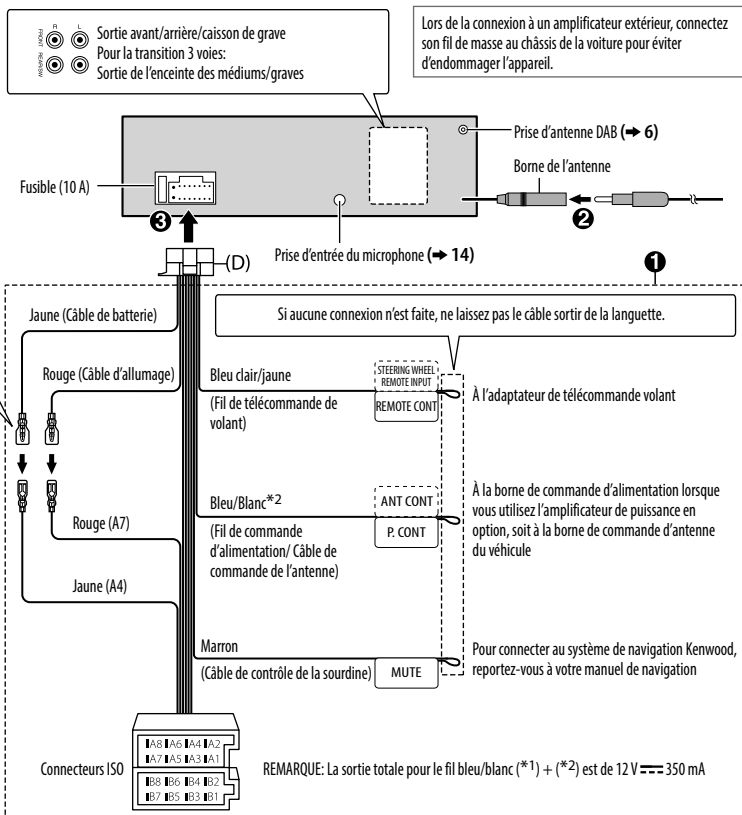 R L
FRONT
REAR/SW
Sortie avant/arrière/caisson de grave
Pour la transition 3 voies:
Sortie de l'enceinte des médiums/graves
Lors de la connexion à un amplificateur extérieur, connectez
son fil de masse au châssis de la voiture pour éviter
d'endommager l'appareil.
Prise d'antenne DAB (➜ 6)
Borne de l'antenne
Fusible (10 A)
❸
❷
Prise d'entrée du microphone (➜ 14)
(D)
❶
Jaune (Câble de batterie)
Si aucune connexion n'est faite, ne laissez pas le câble sortir de la languette.
Rouge (Câble d'allumage)
Bleu clair/jaune
(Fil de télécommande de
volant)
STEERING WHEEL
REMOTE INPUT
REMOTE CONT
À l'adaptateur de télécommande volant
Bleu/Blanc*2
(Fil de commande
d'alimentation/ Câble de
commande de l'antenne)
ANT CONT
P. CONT
À la borne de commande d'alimentation lorsque
vous utilisez l'amplificateur de puissance en
option, soit à la borne de commande d'antenne
du véhicule
Rouge (A7)
Jaune (A4)
Marron
(Câble de contrôle de la sourdine)
MUTE
Pour connecter au système de navigation Kenwood,
reportez-vous à votre manuel de navigation
Connecteurs ISO
A8 A6 A4 A2
A7 A5 A3 A1
B8 B6 B4 B2
B7 B5 B3 B1
REMARQUE: La sortie totale pour le fil bleu/blanc (*1) + (*2) est de 12 V ⎓ 350 mA